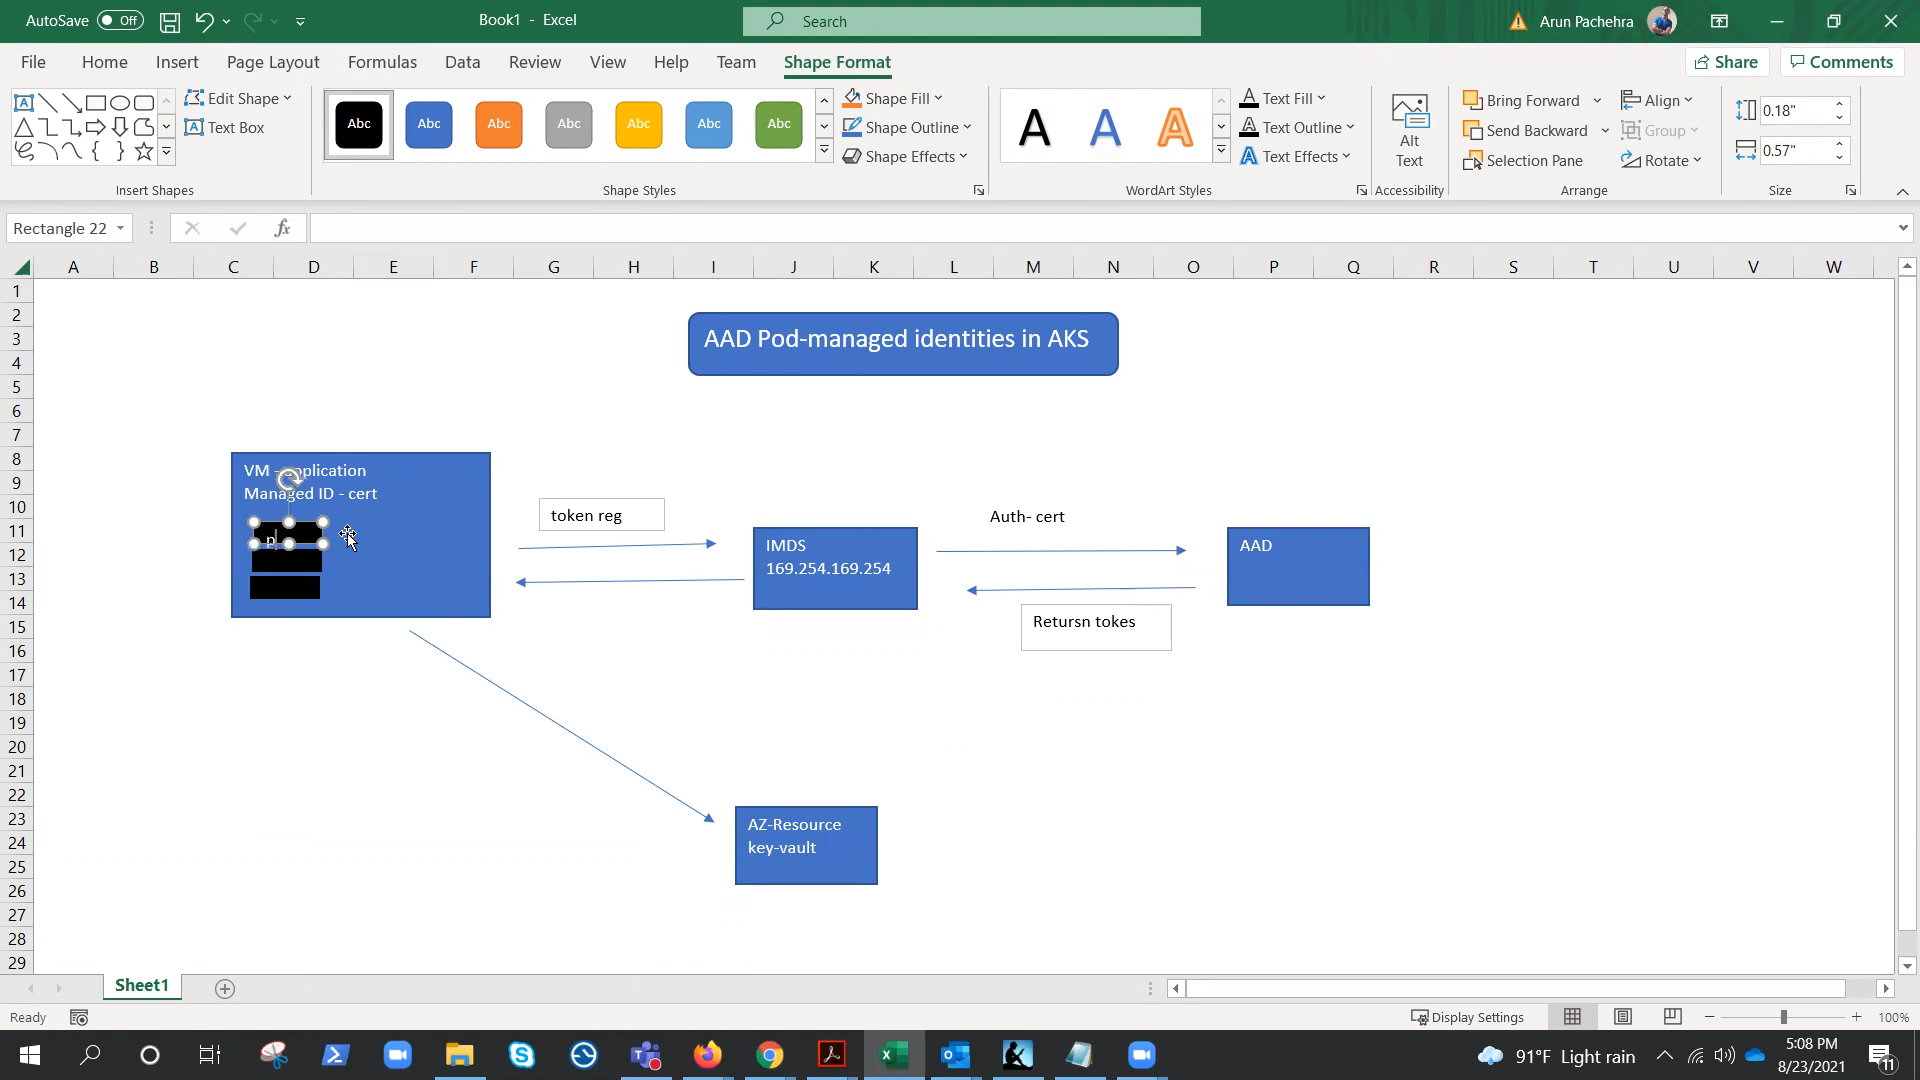 AutoSave
Off
Book1 - Excel
Search
Arun Pachehra
File
Home
Insert
Page Layout
Formulas
Data
Review
View
Help
Team
Shape Format
Share
Comments
Edit Shape
Text Box
Insert Shapes
Abc
Abc
Abc
Abc
Abc
Abc
Abc
Shape Styles
Shape Fill
Shape Outline
Shape Effects
A
A
A
WordArt Styles
Text Fill
Text Outline
Text Effects
Alt
Text
Accessibility
Bring Forward
Send Backward
Selection Pane
Align
Group
Rotate
Arrange
0.18"
0.57"
Size
Rectangle 22
fx
A B C D E F G H I J K L M N O P Q R S T U V W
1
2
3
4
5
6
7
8
9
10
11
12
13
14
15
16
17
18
19
20
21
22
23
24
25
26
27
28
29
AAD Pod-managed identities in AKS
VM - application
Managed ID - cert
p
token reg
IMDS
169.254.169.254
Auth- cert
Retursn tokes
AAD
AZ-Resource
key-vault
Sheet1
Ready
Display Settings
100%
91°F Light rain
5:08 PM
8/23/2021
11